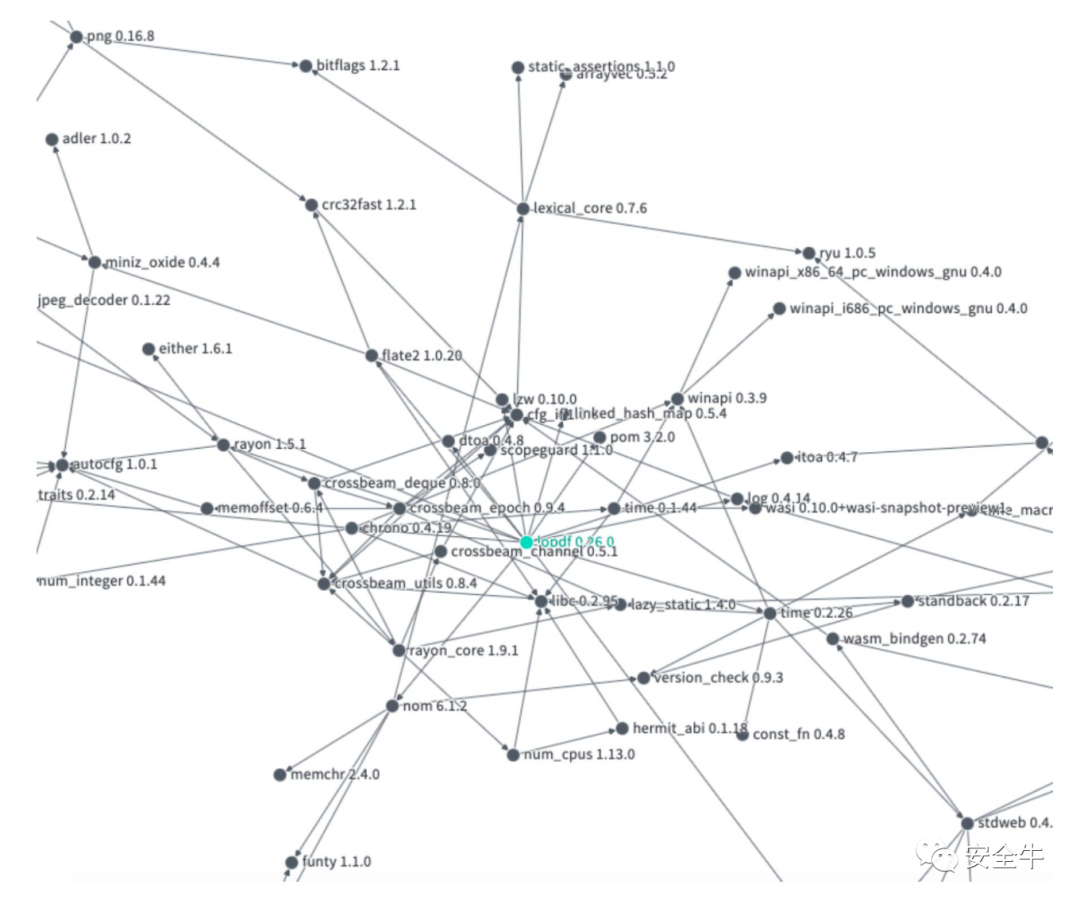 png 0.16.8
bitflags 1.2.1
static_assertions 1.1.0
arrayvec 0.5.2
adler 1.0.2
crc32fast 1.2.1
lexical_core 0.7.6
ryu 1.0.5
miniz_oxide 0.4.4
winapi_x86_64_pc_windows_gnu 0.4.0
jpeg_decoder 0.1.22
winapi_i686_pc_windows_gnu 0.4.0
either 1.6.1
flate2 1.0.20
lzw 0.10.0
winapi 0.3.9
cfg_if
linked_hash_map 0.5.4
rayon 1.5.1
dtoa 0.4.8
pom 3.2.0
scopeguard 1.1.0
itoa 0.4.7
autocfg 1.0.1
crossbeam_deque 0.8.0
traits 0.2.14
log 0.4.14
memoffset 0.6.4
crossbeam_epoch 0.9.4
time 0.1.44
wasi 0.10.0+wasi-snapshot-preview1
chrono 0.4.19
lopdf 0.26.0
crossbeam_channel 0.5.1
num_integer 0.1.44
crossbeam_utils 0.8.4
libc 0.2.95
lazy_static 1.4.0
standback 0.2.17
time 0.2.26
wasm_bindgen 0.2.74
rayon_core 1.9.1
version_check 0.9.3
nom 6.1.2
hermit_abi 0.1.18
const_fn 0.4.8
num_cpus 1.13.0
memchr 2.4.0
stdweb 0.4.
安全牛
funty 1.1.0